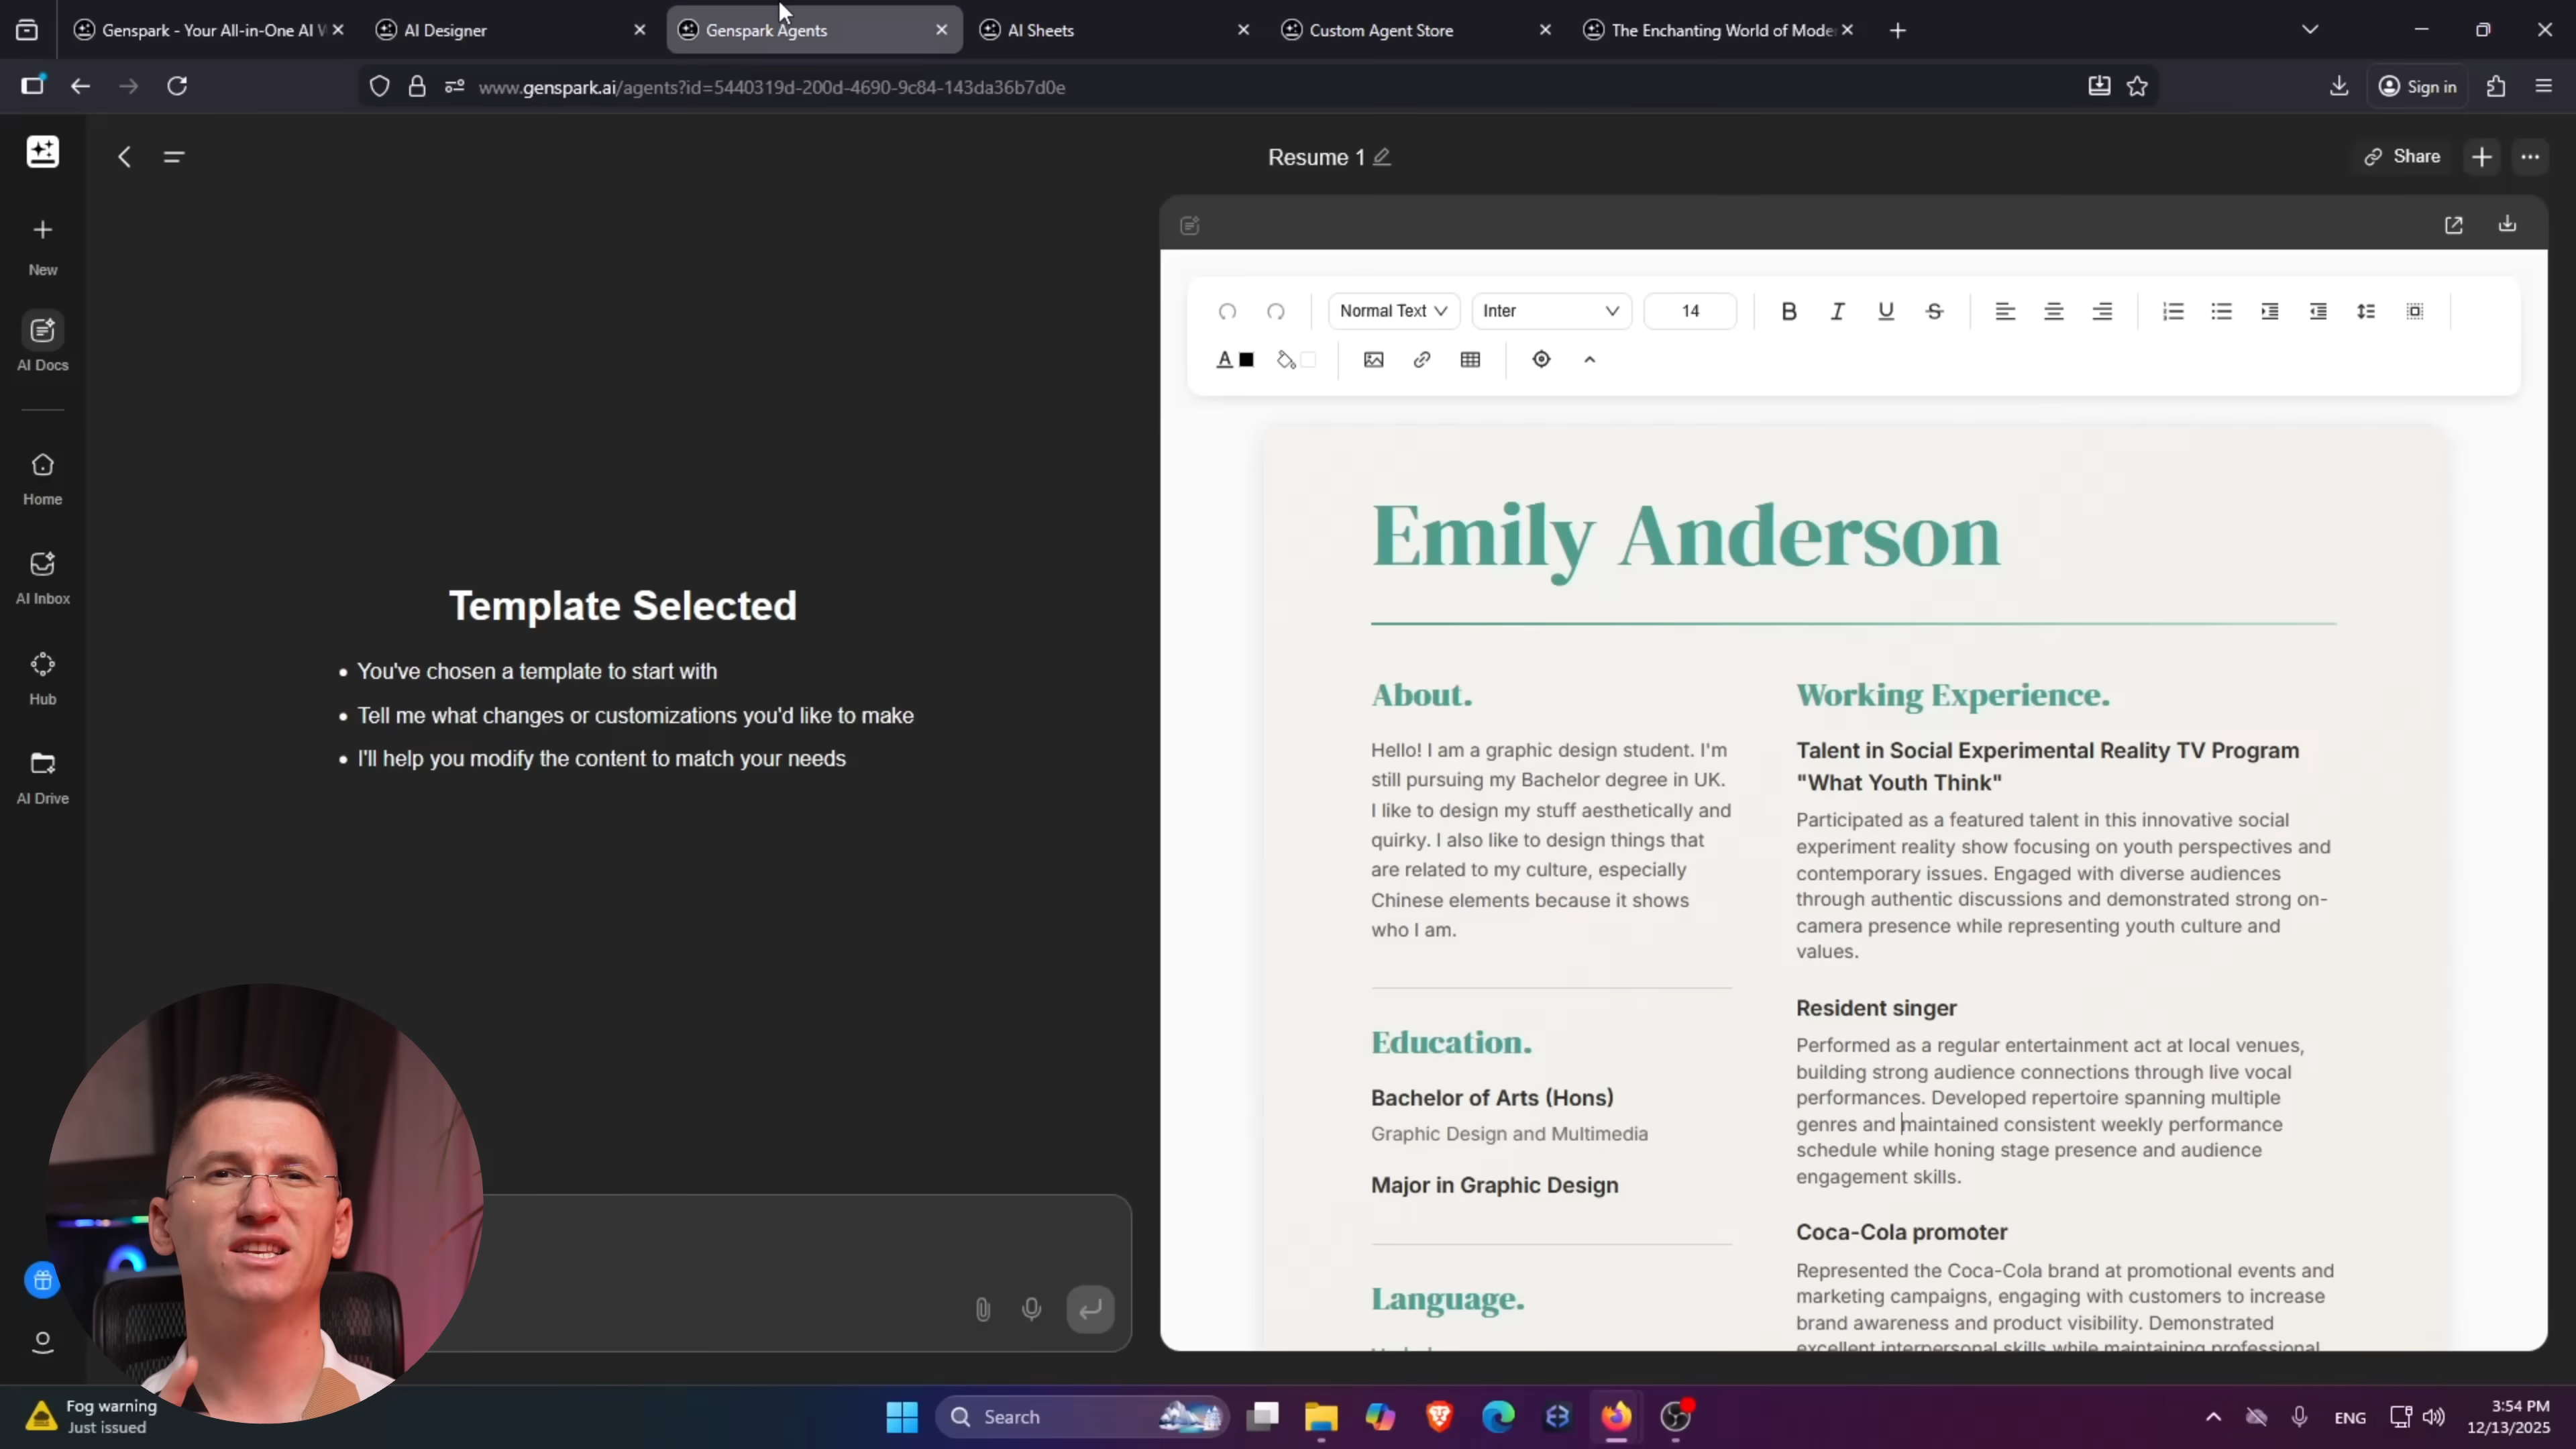 Genspark - Your All-in-One AI W
AI Designer
Genspark Agents
AI Sheets
Custom Agent Store
The Enchanting World of Mode
www.genspark.ai/agents?id=5440319d-200d-4690-9c84-143da36b7d0e
Sign in
Resume 1
Share
New
AI Docs
Home
AI Inbox
Hub
AI Drive
Template Selected
• You've chosen a template to start with
• Tell me what changes or customizations you'd like to make
• I'll help you modify the content to match your needs
Normal Text
Inter
14
Emily Anderson
About.
Hello! I am a graphic design student. I'm
still pursuing my Bachelor degree in UK.
I like to design my stuff aesthetically and
quirky. I also like to design things that
are related to my culture, especially
Chinese elements because it shows
who I am.
Education.
Bachelor of Arts (Hons)
Graphic Design and Multimedia
Major in Graphic Design
Language.
Working Experience.
Talent in Social Experimental Reality TV Program
"What Youth Think"
Participated as a featured talent in this innovative social
experiment reality show focusing on youth perspectives and
contemporary issues. Engaged with diverse audiences
through authentic discussions and demonstrated strong on-
camera presence while representing youth culture and
values.
Resident singer
Performed as a regular entertainment act at local venues,
building strong audience connections through live vocal
performances. Developed repertoire spanning multiple
genres and maintained consistent weekly performance
schedule while honing stage presence and audience
engagement skills.
Coca-Cola promoter
Represented the Coca-Cola brand at promotional events and
marketing campaigns, engaging with customers to increase
brand awareness and product visibility. Demonstrated
excellent interpersonal skills while maintaining professional
Fog warning
Just issued
Search
ENG
3:54 PM
12/13/2025